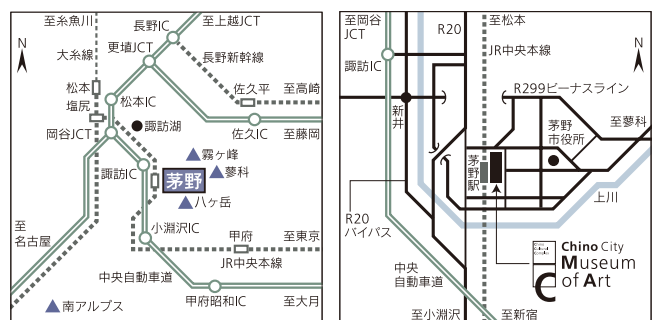 至糸魚川
長野IC
至上越JCT
N
更埴JCT
大糸線
長野新幹線
松本
佐久平
至高崎
塩尻
松本IC
岡谷JCT
諏訪湖
佐久IC
至藤岡
霧ヶ峰
蓼科
諏訪IC
茅野
八ヶ岳
至
名古屋
小淵沢IC
甲府
至東京
JR中央本線
中央自動車道
南アルプス
甲府昭和IC
至大月
至岡谷
JCT
R20
至松本
JR中央本線
N
諏訪IC
R299ビーナスライン
新井
茅野
市役所
至蓼科
茅野駅
上川
R20
バイパス
中央
自動車道
Chino City
Museum
of Art
C
至小淵沢
至新宿